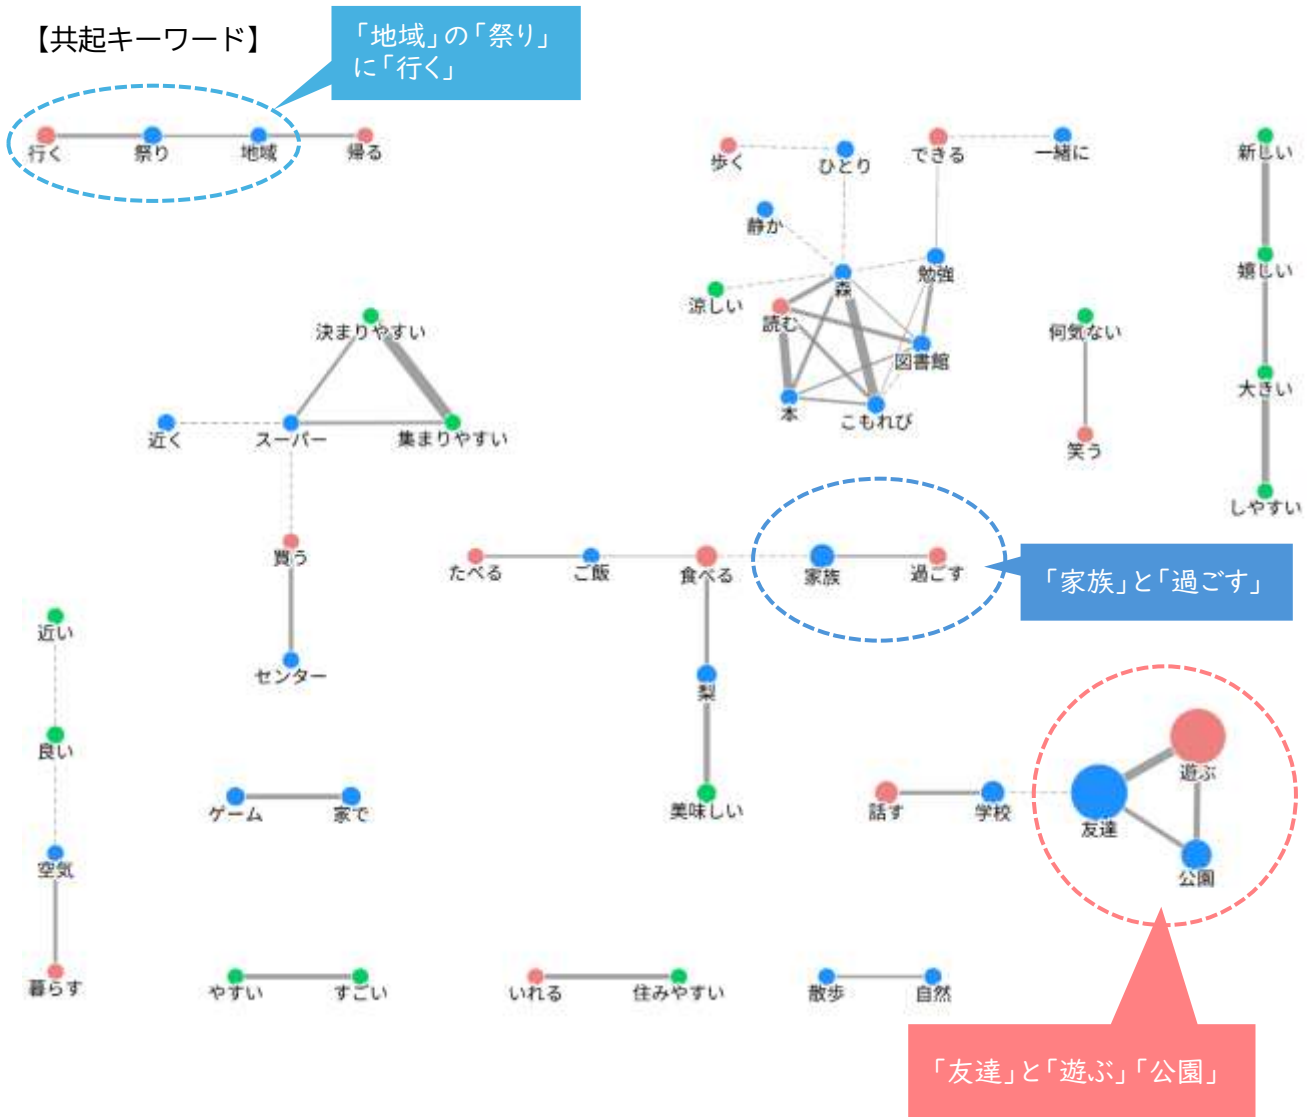 【共起キーワード】
「地域」の「祭り」
に「行く」
行く
祭り
地域
帰る
歩く
ひとり
できる
一緒に
新しい
静か
森
勉強
嬉しい
涼しい
読む
図書館
決まりやすい
何気ない
本
こもれび
大きい
近く
スーパー
集まりやすい
笑う
しやすい
買う
たべる
ご飯
食べる
家族
過ごす
「家族」と「過ごす」
近い
センター
梨
良い
遊ぶ
ゲーム
家で
美味しい
話す
学校
友達
空気
公園
暮らす
やすい
すごい
いれる
住みやすい
散歩
自然
「友達」と「遊ぶ」「公園」